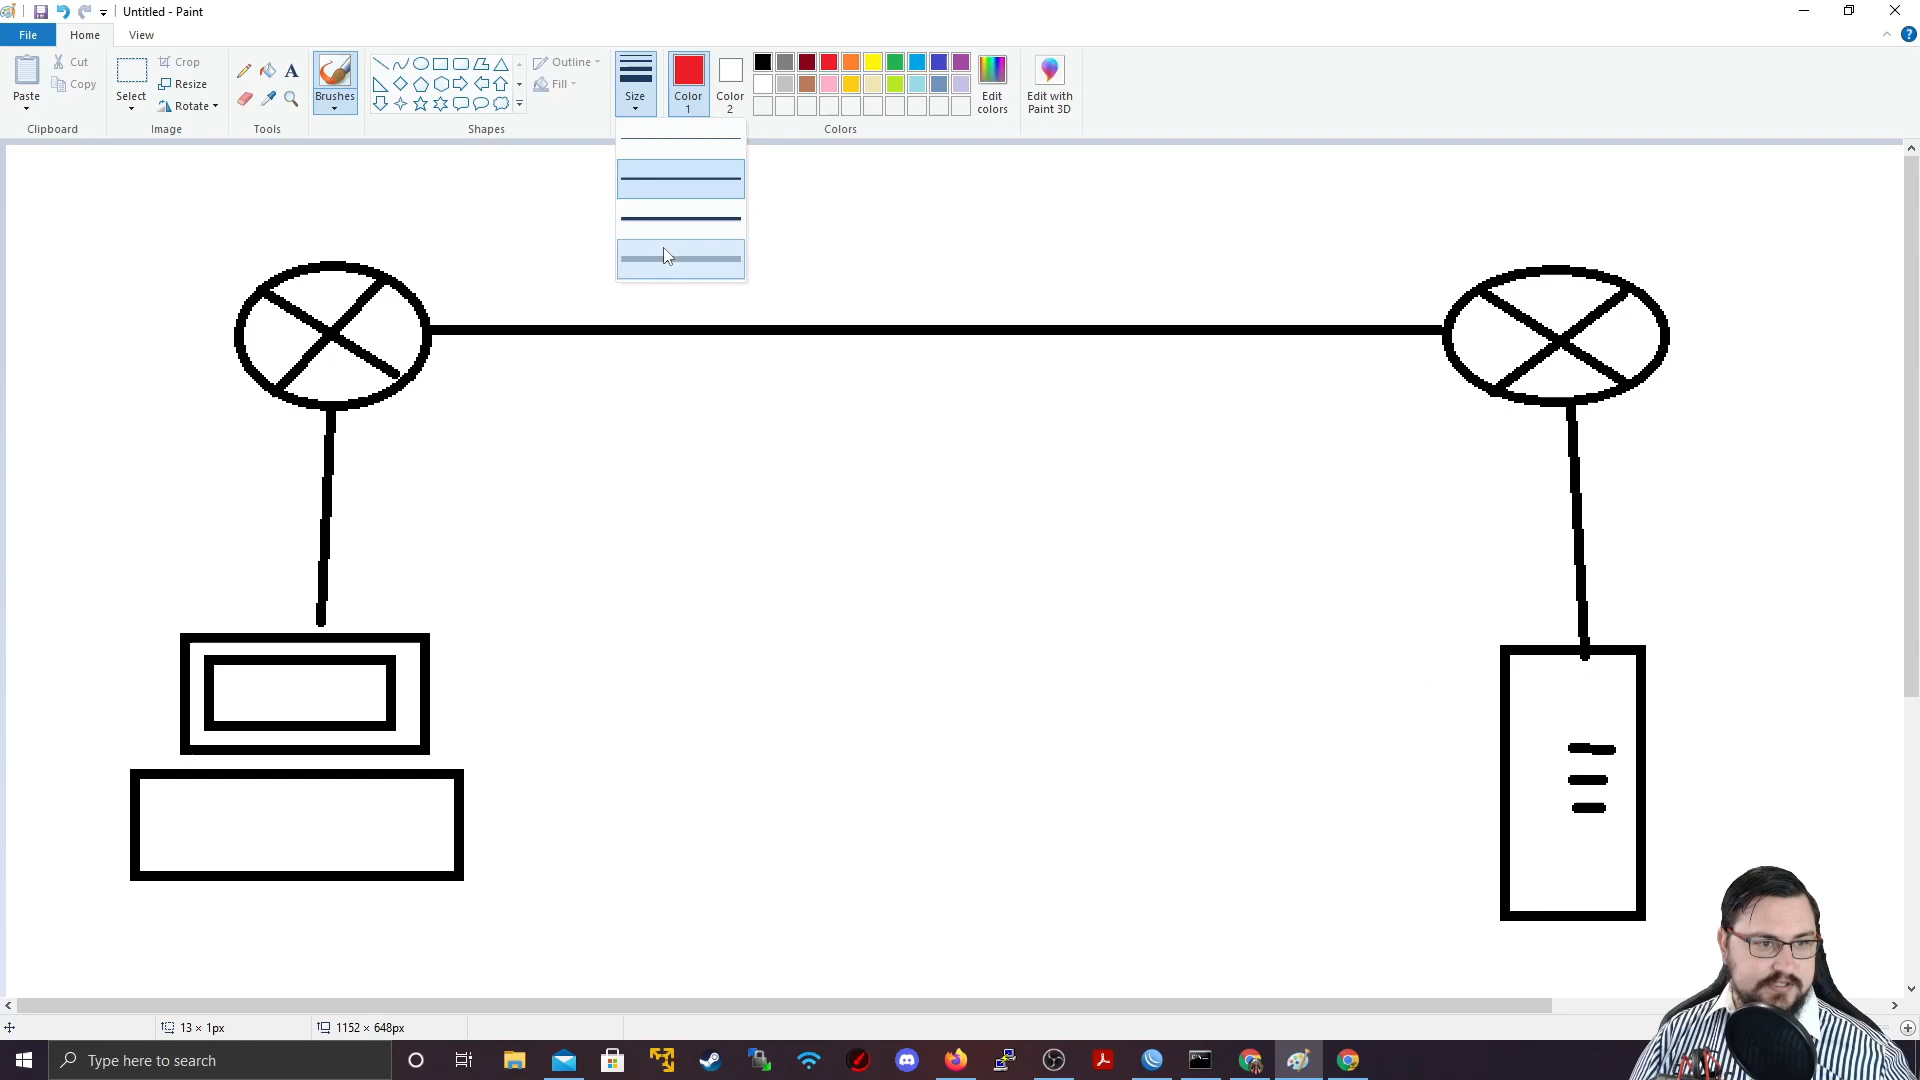 Untitled - Paint
File Home View
Paste
Cut
Copy
Clipboard
Select
Crop
Resize
Rotate
Image
A
Tools
Brushes
Shapes
Outline
Fill
Size
Color 1
Color 2
Edit colors
Colors
Edit with Paint 3D
13 × 1px
1152 × 648px
Type here to search